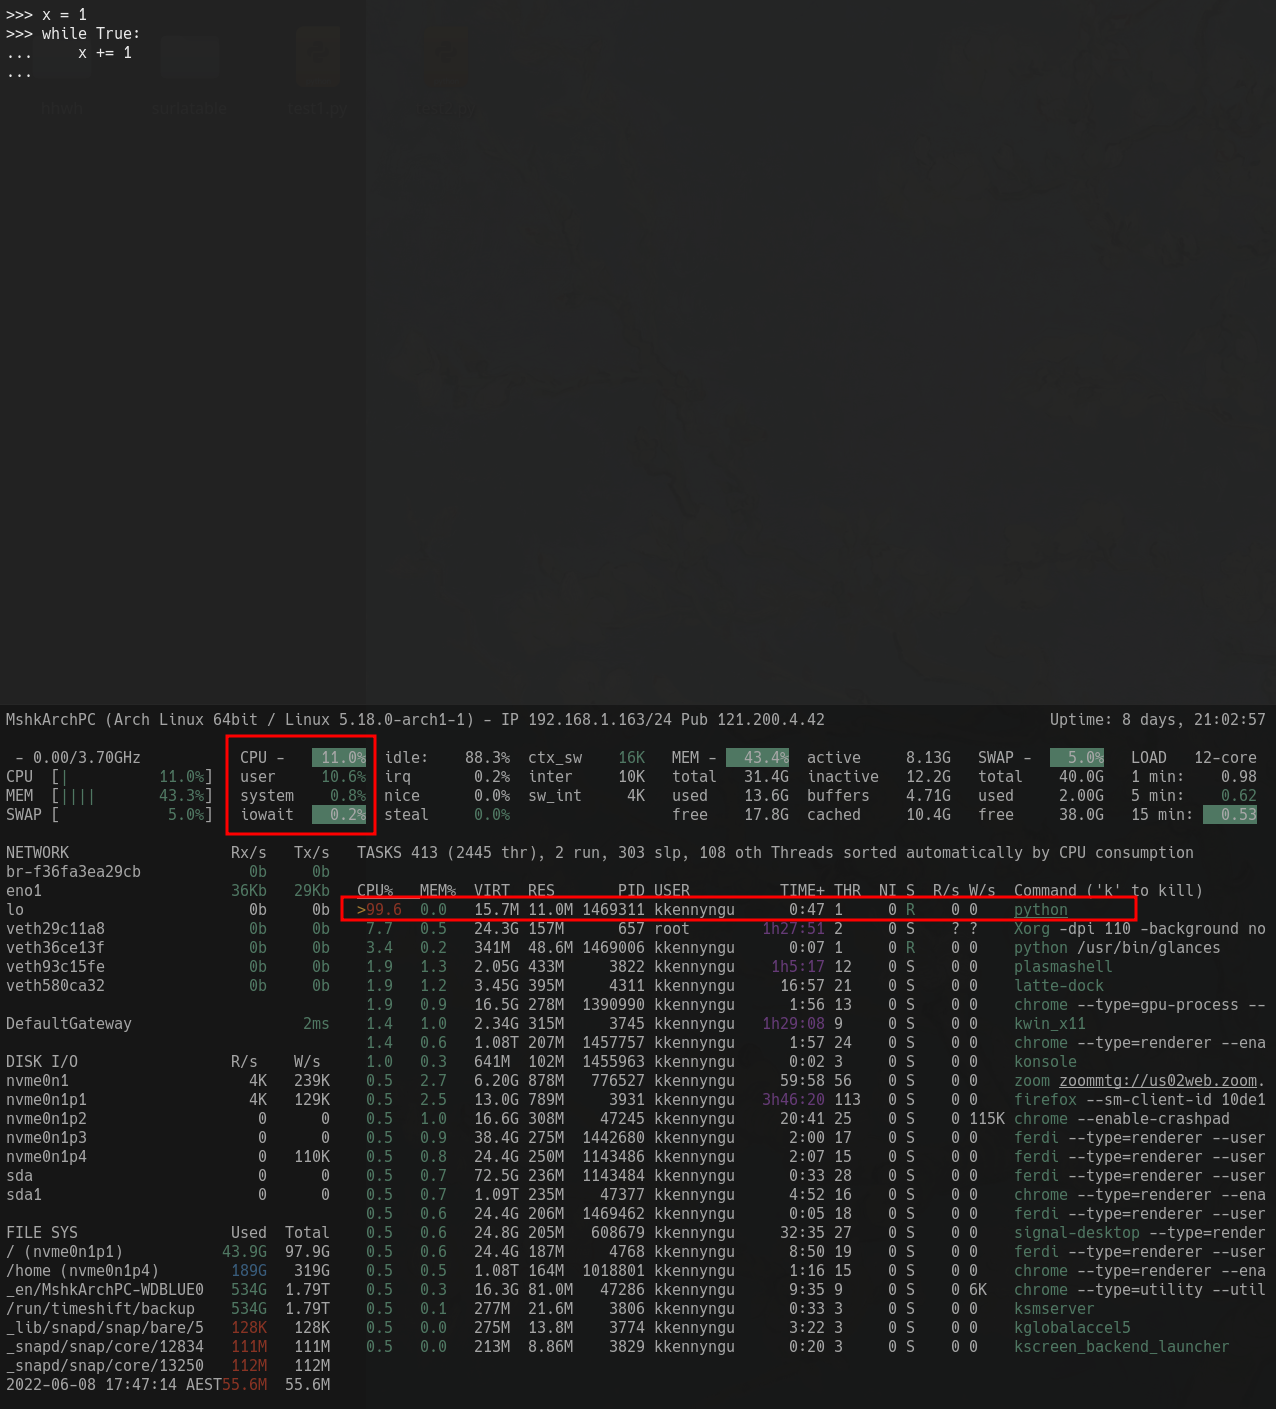 >>> x = 1
>>> while True:
...     x += 1
...
test1.py
MshkArchPC (Arch Linux 64bit / Linux 5.18.0-arch1-1) - IP 192.168.1.163/24 Pub 121.200.4.42 Uptime: 8 days, 21:02:57
- 0.00/3.70GHz CPU - 11.0% idle: 88.3% ctx_sw 16K MEM - 43.4% active 8.13G SWAP - 5.0% LOAD 12-core
CPU [| 11.0%] user 10.6% irq 0.2% inter 10K total 31.4G inactive 12.2G total 40.0G 1 min: 0.98
MEM [|||| 43.3%] system 0.8% nice 0.0% sw_int 4K used 13.6G buffers 4.71G used 2.00G 5 min: 0.62
SWAP [ 5.0%] iowait 0.2% steal 0.0% free 17.8G cached 10.4G free 38.0G 15 min: 0.53
NETWORK Rx/s Tx/s TASKS 413 (2445 thr), 2 run, 303 slp, 108 oth Threads sorted automatically by CPU consumption
br-f36fa3ea29cb 0b 0b
eno1 36Kb 29Kb CPU% MEM% VIRT RES PID USER TIME+ THR NI S R/s W/s Command ('k' to kill)
lo 0b 0b >99.6 0.0 15.7M 11.0M 1469311 kkennyngu 0:47 1 0 R 0 0 python
veth29c11a8 0b 0b 7.7 0.5 24.3G 157M 657 root 1h27:51 2 0 S ? ? Xorg -dpi 110 -background no
veth36ce13f 0b 0b 3.4 0.2 341M 48.6M 1469006 kkennyngu 0:07 1 0 R 0 0 python /usr/bin/glances
veth93c15fe 0b 0b 1.9 1.3 2.05G 433M 3822 kkennyngu 1h5:17 12 0 S 0 0 plasmashell
veth580ca32 0b 0b 1.9 1.2 3.45G 395M 4311 kkennyngu 16:57 21 0 S 0 0 latte-dock
1.9 0.9 16.5G 278M 1390990 kkennyngu 1:56 13 0 S 0 0 chrome --type=gpu-process --
DefaultGateway 2ms 1.4 1.0 2.34G 315M 3745 kkennyngu 1h29:08 9 0 S 0 0 kwin_x11
1.4 0.6 1.08T 207M 1457757 kkennyngu 1:57 24 0 S 0 0 chrome --type=renderer --ena
DISK I/O R/s W/s 1.0 0.3 641M 102M 1455963 kkennyngu 0:02 3 0 S 0 0 konsole
nvme0n1 4K 239K 0.5 2.7 6.20G 878M 776527 kkennyngu 59:58 56 0 S 0 0 zoom zoommtg://us02web.zoom.
nvme0n1p1 4K 129K 0.5 2.5 13.0G 789M 3931 kkennyngu 3h46:20 113 0 S 0 0 firefox --sm-client-id 10de1
nvme0n1p2 0 0 0.5 1.0 16.6G 308M 47245 kkennyngu 20:41 25 0 S 0 115K chrome --enable-crashpad
nvme0n1p3 0 0 0.5 0.9 38.4G 275M 1442680 kkennyngu 2:00 17 0 S 0 0 ferdi --type=renderer --user
nvme0n1p4 0 110K 0.5 0.8 24.4G 250M 1143486 kkennyngu 2:07 15 0 S 0 0 ferdi --type=renderer --user
sda 0 0 0.5 0.7 72.5G 236M 1143484 kkennyngu 0:33 28 0 S 0 0 ferdi --type=renderer --user
sda1 0 0 0.5 0.7 1.09T 235M 47377 kkennyngu 4:52 16 0 S 0 0 chrome --type=renderer --ena
0.5 0.6 24.4G 206M 1469462 kkennyngu 0:05 18 0 S 0 0 ferdi --type=renderer --user
FILE SYS Used Total 0.5 0.6 24.8G 205M 608679 kkennyngu 32:35 27 0 S 0 0 signal-desktop --type=render
/ (nvme0n1p1) 43.9G 97.9G 0.5 0.6 24.4G 187M 4768 kkennyngu 8:50 19 0 S 0 0 ferdi --type=renderer --user
/home (nvme0n1p4) 189G 319G 0.5 0.5 1.08T 164M 1018801 kkennyngu 1:16 15 0 S 0 0 chrome --type=renderer --ena
_en/MshkArchPC-WDBLUE0 534G 1.79T 0.5 0.3 16.3G 81.0M 47286 kkennyngu 9:35 9 0 S 0 6K chrome --type=utility --util
/run/timeshift/backup 534G 1.79T 0.5 0.1 277M 21.6M 3806 kkennyngu 0:33 3 0 S 0 0 ksmserver
_lib/snapd/snap/bare/5 128K 128K 0.5 0.0 275M 13.8M 3774 kkennyngu 3:22 3 0 S 0 0 kglobalaccel5
_snapd/snap/core/12834 111M 111M 0.5 0.0 213M 8.86M 3829 kkennyngu 0:20 3 0 S 0 0 kscreen_backend_launcher
_snapd/snap/core/13250 112M 112M
2022-06-08 17:47:14 AEST55.6M 55.6M